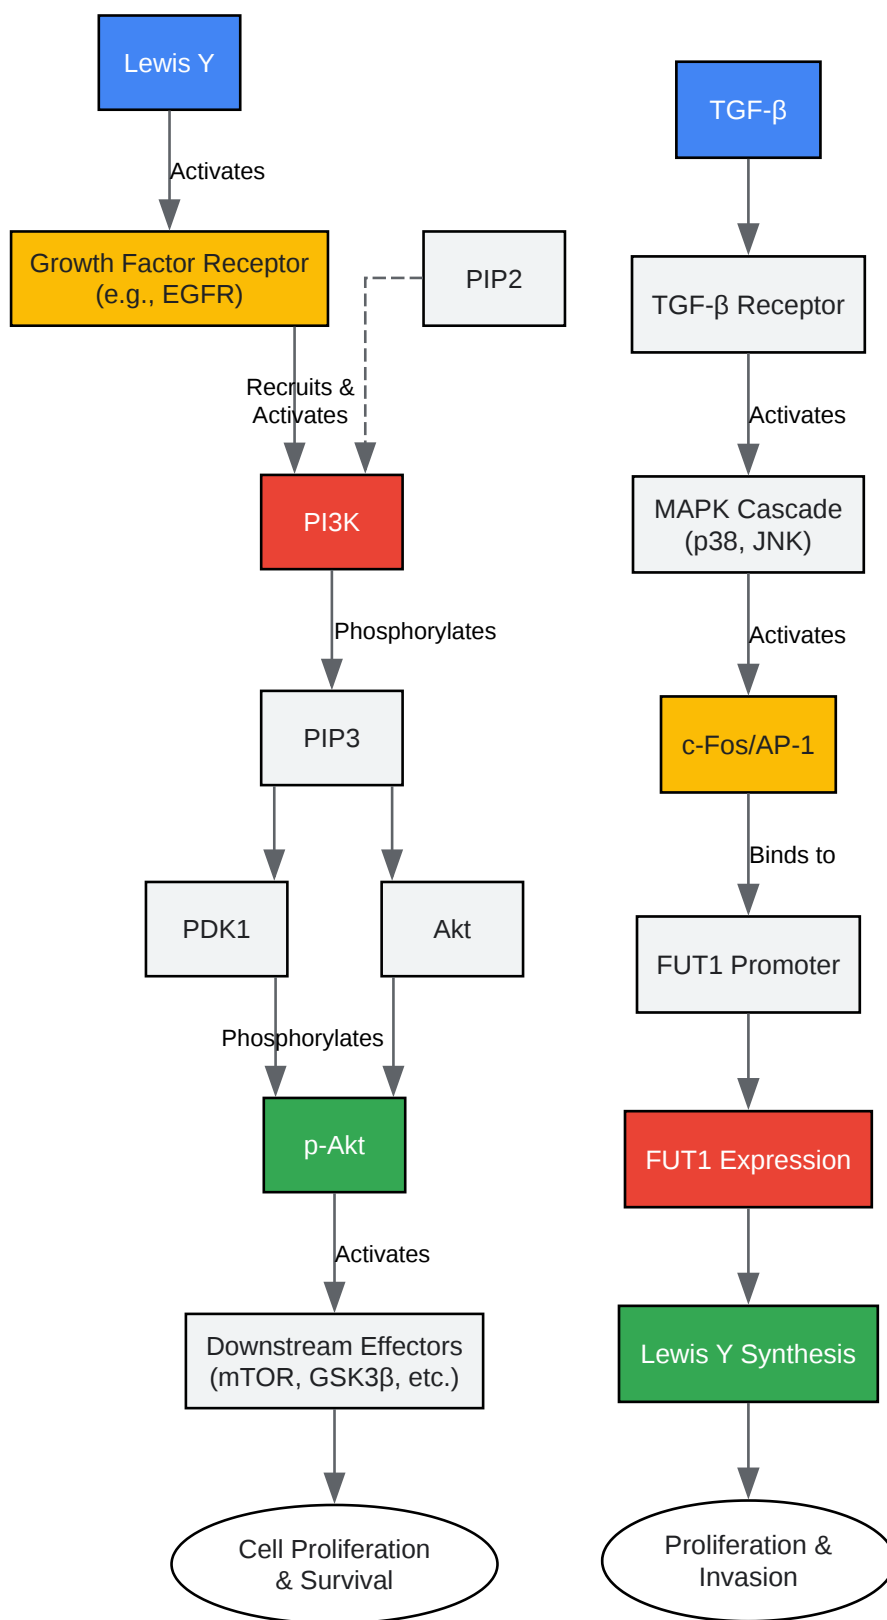 Lewis Y
Activates
Growth Factor Receptor
(e.g., EGFR)
PIP2
Recruits &
Activates
PI3K
Phosphorylates
PIP3
PDK1
Akt
Phosphorylates
p-Akt
Activates
Downstream Effectors
(mTOR, GSK3β, etc.)
Cell Proliferation
& Survival
TGF-β
TGF-β Receptor
Activates
MAPK Cascade
(p38, JNK)
Activates
c-Fos/AP-1
Binds to
FUT1 Promoter
FUT1 Expression
Lewis Y Synthesis
Proliferation &
Invasion